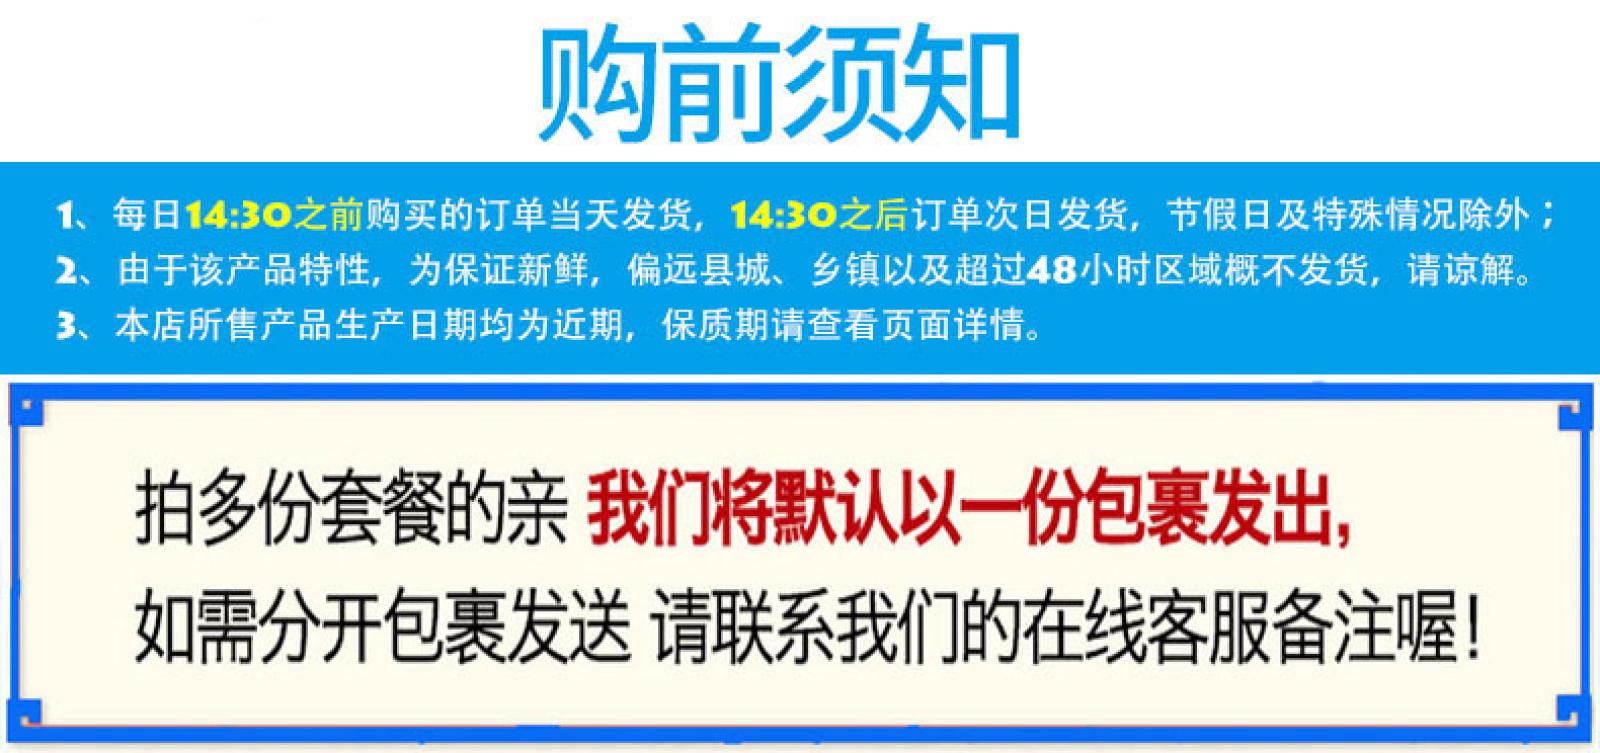 购前须知
1、每日14:30之前购买的订单当天发货，14:30之后订单次日发货，节假日及特殊情况除外；
2、由于该产品特性，为保证新鲜，偏远县城、乡镇以及超过48小时区域概不发货，请谅解。
3、本店所售产品生产日期均为近期，保质期请查看页面详情。
拍多份套餐的亲 我们将默认以一份包裹发出,
如需分开包裹发送 请联系我们的在线客服备注喔！